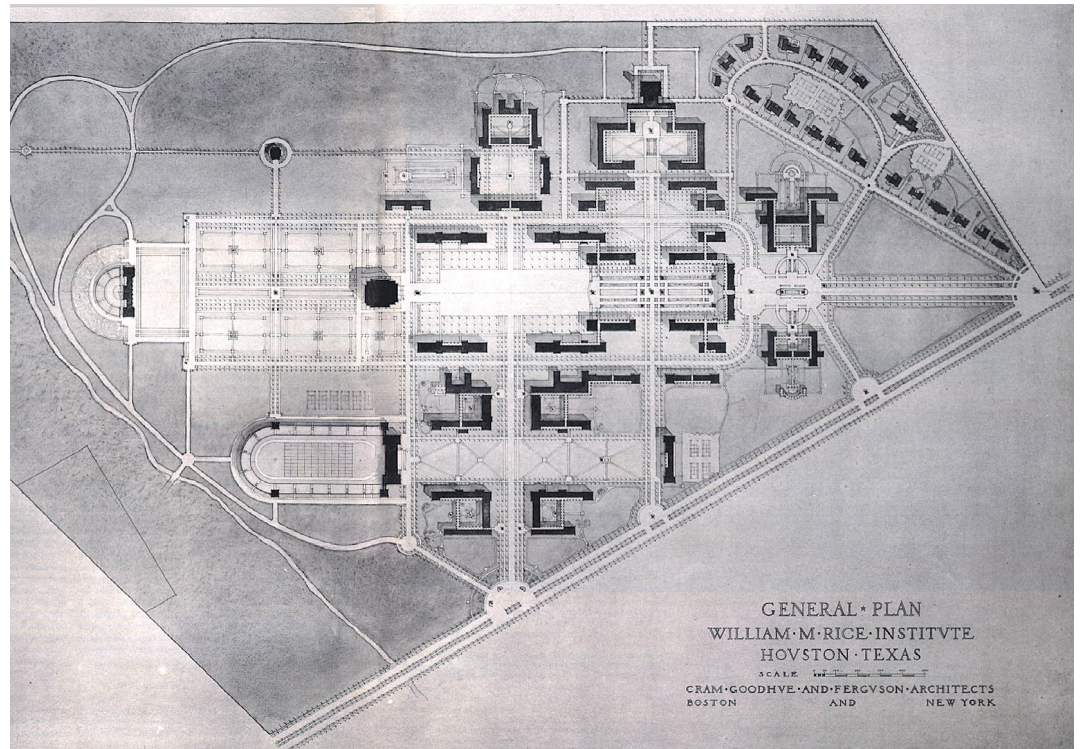 GENERAL * PLAN
WILLIAM · M · RICE · INSTITVTE
HOVSTON · TEXAS
SCALE
CRAM · GOODHVE · AND · FERGVSON · ARCHITECTS
BOSTON AND NEW YORK